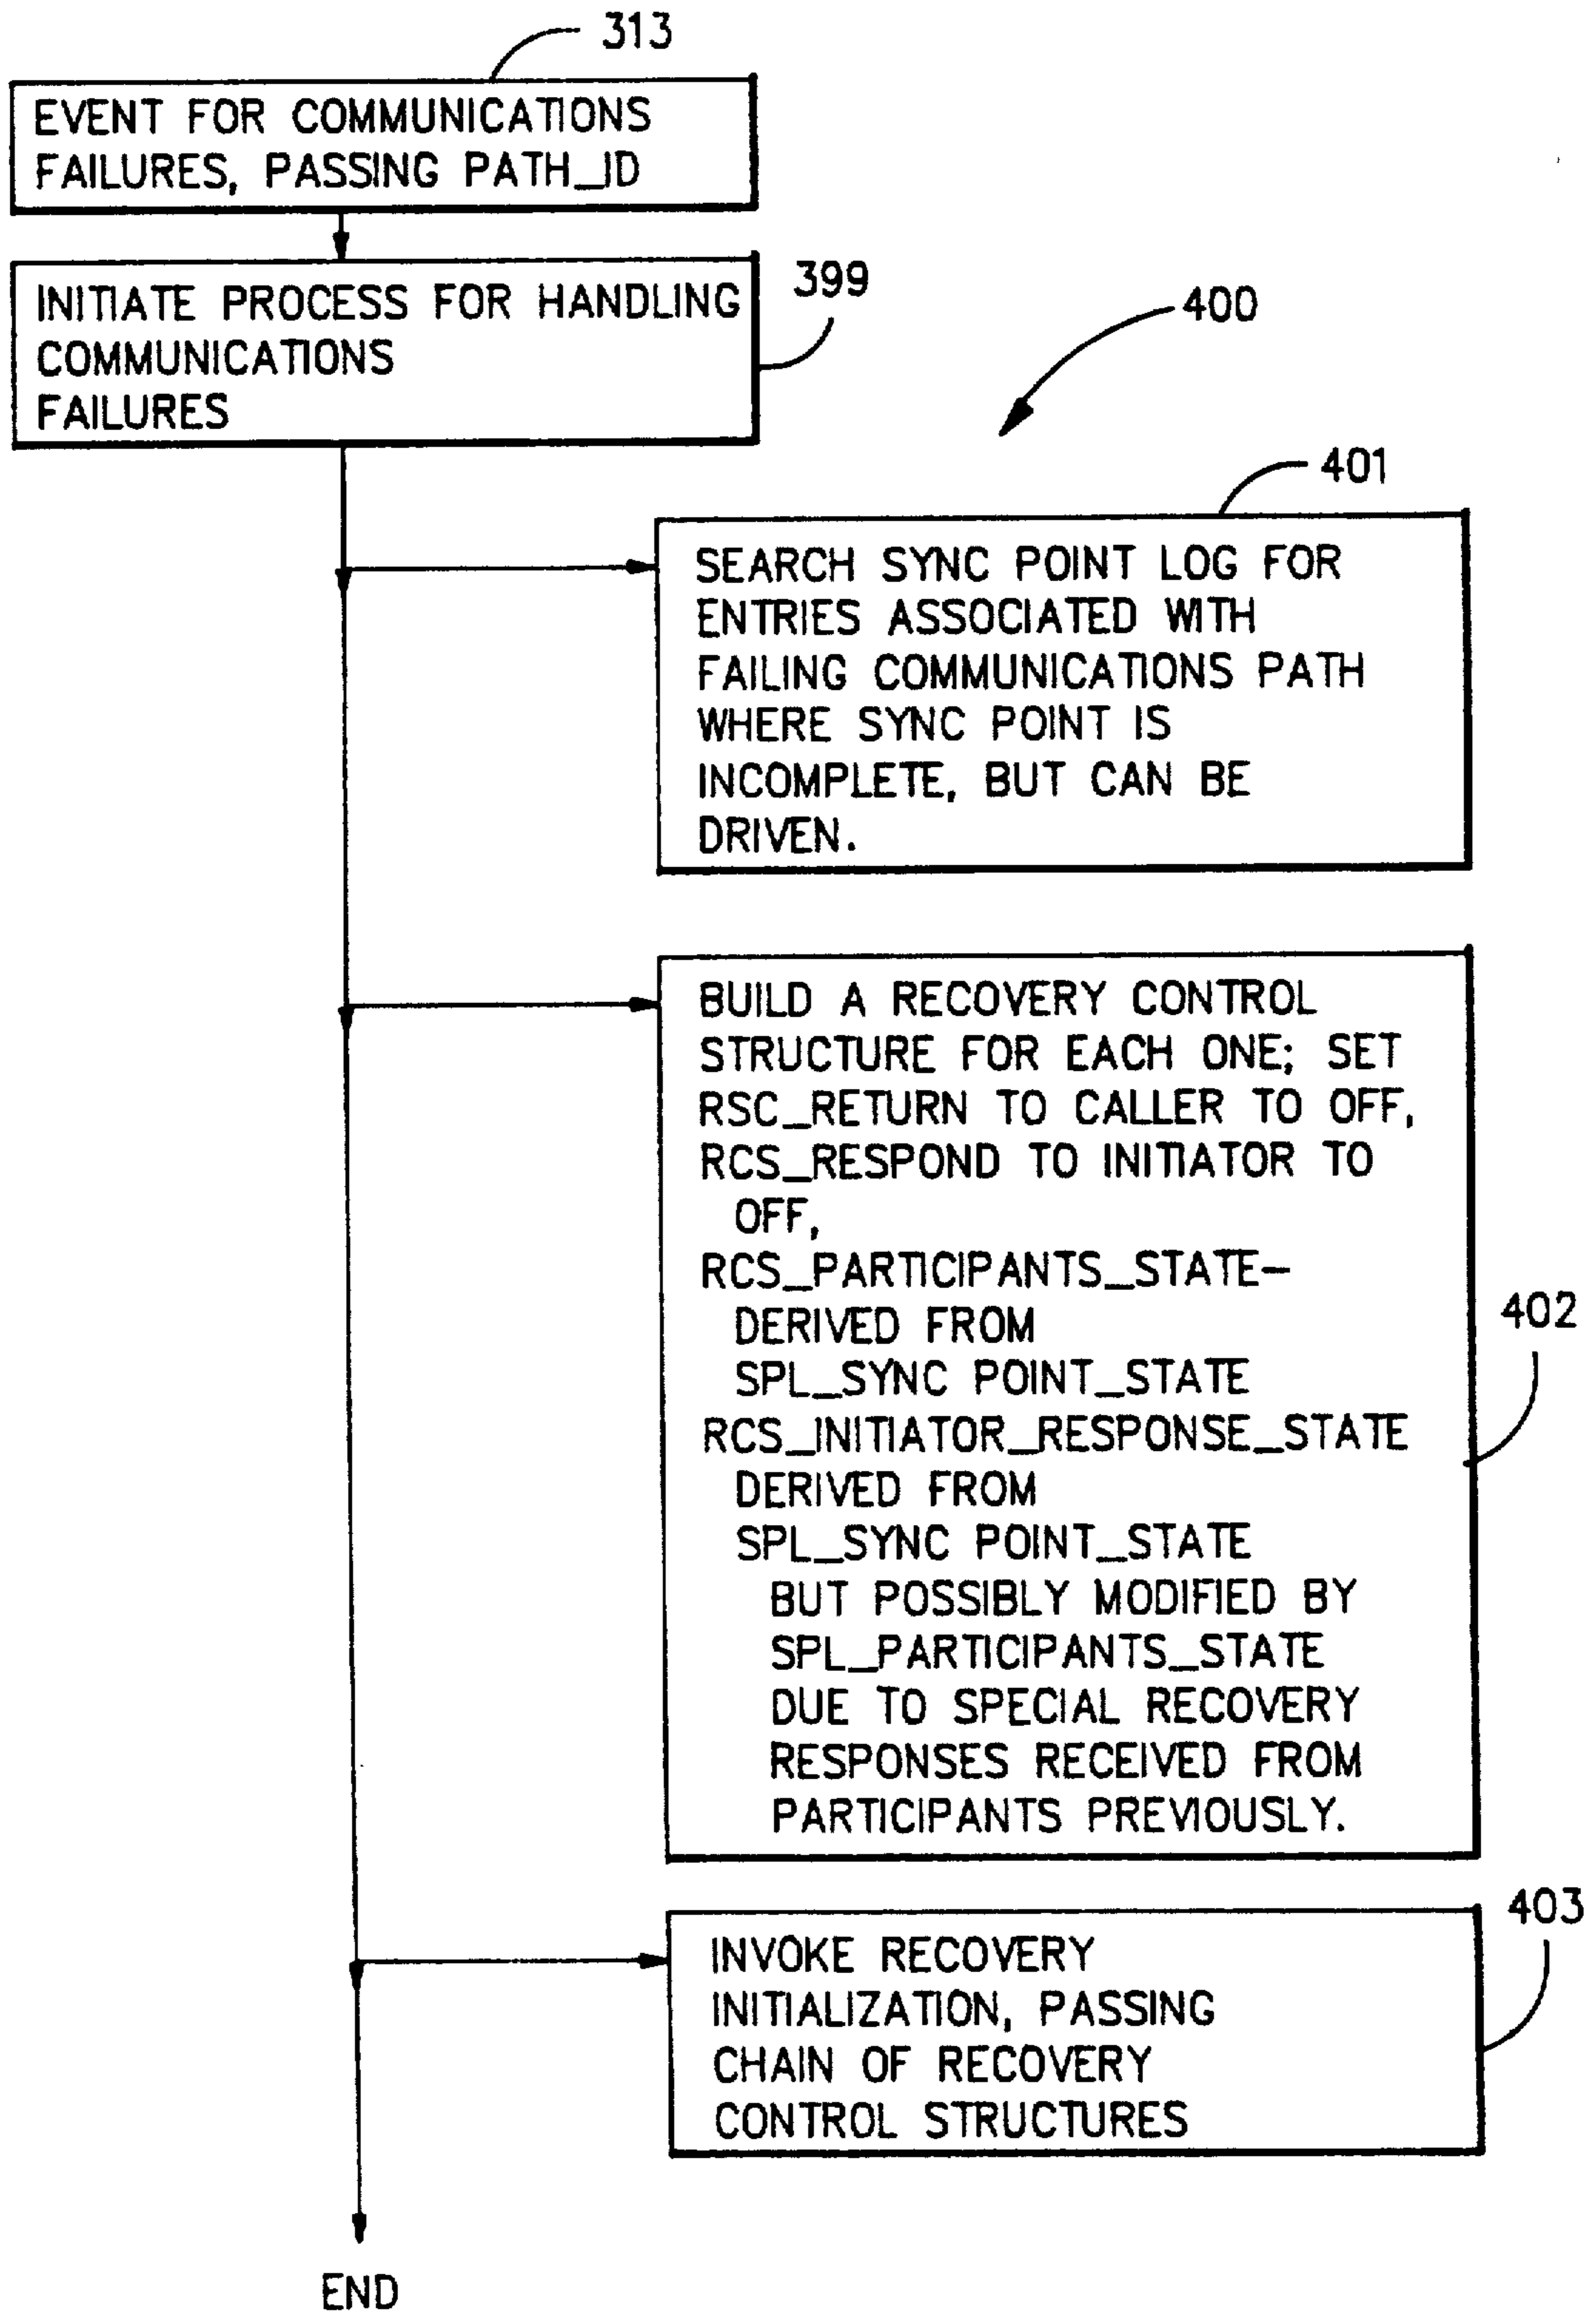 313
EVENT FOR COMMUNICATIONS
FAILURES, PASSING PATH_ID
399
INITIATE PROCESS FOR HANDLING
COMMUNICATIONS
FAILURES
400
401
SEARCH SYNC POINT LOG FOR
ENTRIES ASSOCIATED WITH
FAILING COMMUNICATIONS PATH
WHERE SYNC POINT IS
INCOMPLETE, BUT CAN BE
DRIVEN.
BUILD A RECOVERY CONTROL
STRUCTURE FOR EACH ONE; SET
RSC_RETURN TO CALLER TO OFF,
RCS_RESPOND TO INITIATOR TO
OFF,
RCS_PARTICIPANTS_STATE-
DERIVED FROM
SPL_SYNC POINT_STATE
RCS_INITIATOR_RESPONSE_STATE
DERIVED FROM
SPL_SYNC POINT_STATE
BUT POSSIBLY MODIFIED BY
SPL_PARTICIPANTS_STATE
DUE TO SPECIAL RECOVERY
RESPONSES RECEIVED FROM
PARTICIPANTS PREVIOUSLY.
402
403
INVOKE RECOVERY
INITIALIZATION, PASSING
CHAIN OF RECOVERY
CONTROL STRUCTURES
END